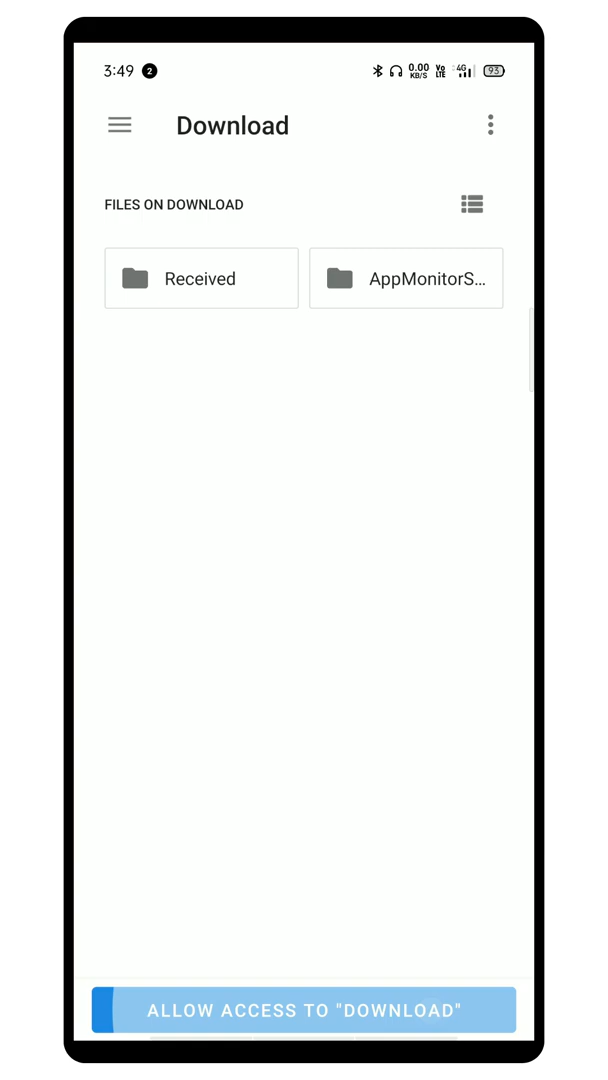 3:49 2 0.00 KB/S Vo LTE 4G 93
Download
FILES ON DOWNLOAD
Received AppMonitorS...
ALLOW ACCESS TO "DOWNLOAD"